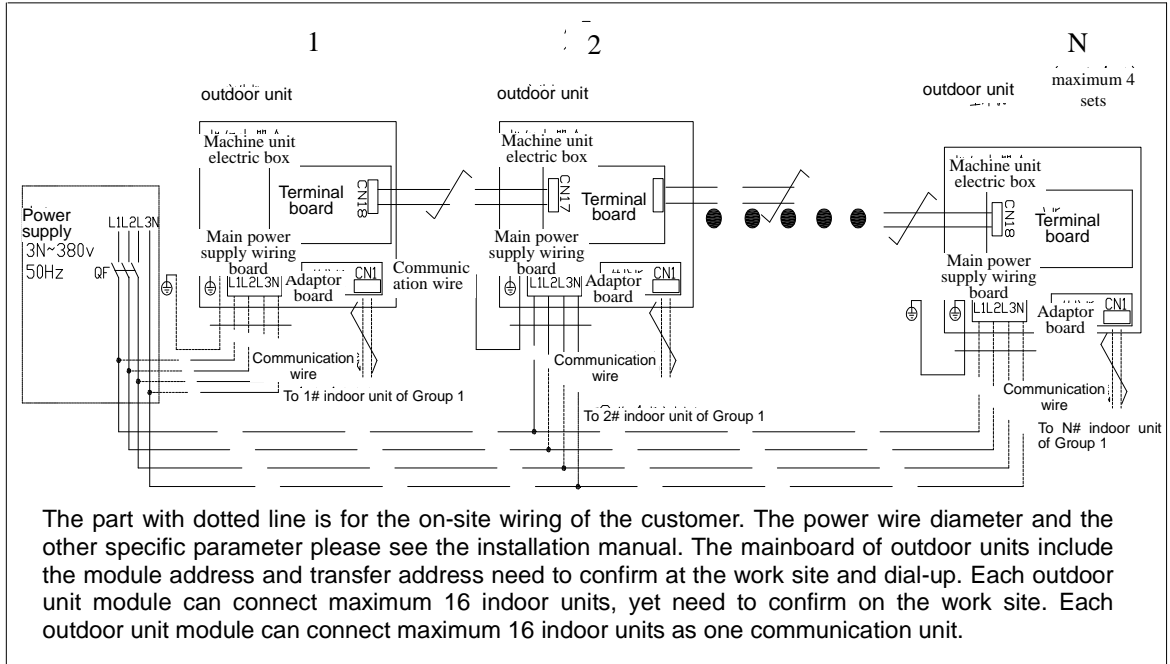 1
2
N
maximum 4
sets
outdoor unit
outdoor unit
outdoor unit
Machine unit
electric box
Machine unit
electric box
Machine unit
electric box
Terminal
board
CN18
CN17
Terminal
board
CN18
Terminal
board
Power
supply
3N~380v
50Hz
L1L2L3N
QF
Main power
supply wiring
board
L1L2L3N
Adaptor
board
CN1
Communic
ation wire
Main power
supply wiring
board
L1L2L3N
Adaptor
board
CN1
Main power
supply wiring
board
L1L2L3N
Adaptor
board
CN1
Communication
wire
To 1# indoor unit of Group 1
Communication
wire
To 2# indoor unit of Group 1
Communication
wire
To N# indoor unit
of Group 1
The part with dotted line is for the on-site wiring of the customer. The power wire diameter and the
other specific parameter please see the installation manual. The mainboard of outdoor units include
the module address and transfer address need to confirm at the work site and dial-up. Each outdoor
unit module can connect maximum 16 indoor units, yet need to confirm on the work site. Each
outdoor unit module can connect maximum 16 indoor units as one communication unit.